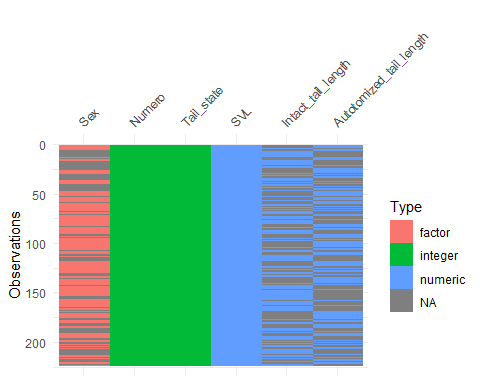 Sex
Numero
Tail_state
SVL
Intact_tail_length
Autotomized_tail_length
Observations
0
50
100
150
200
Type
factor
integer
numeric
NA